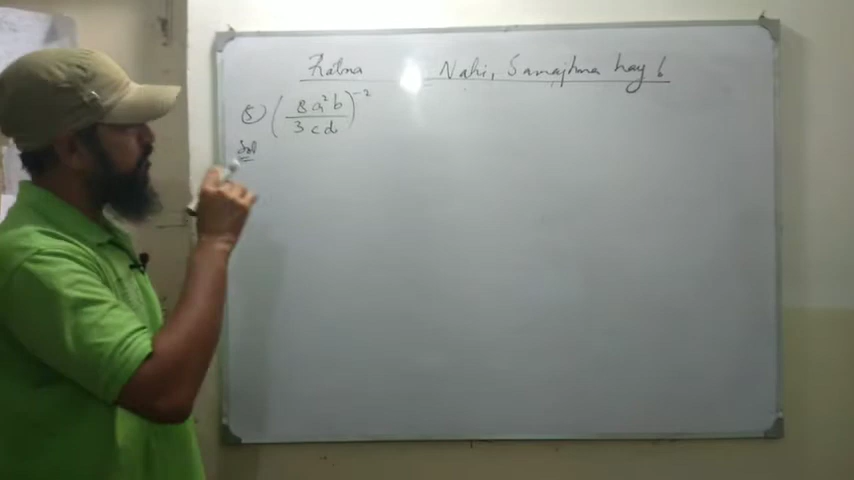 Ratna Nahi, Samajhna hay !
(5) (8a²b / 3cd)⁻²
Sol